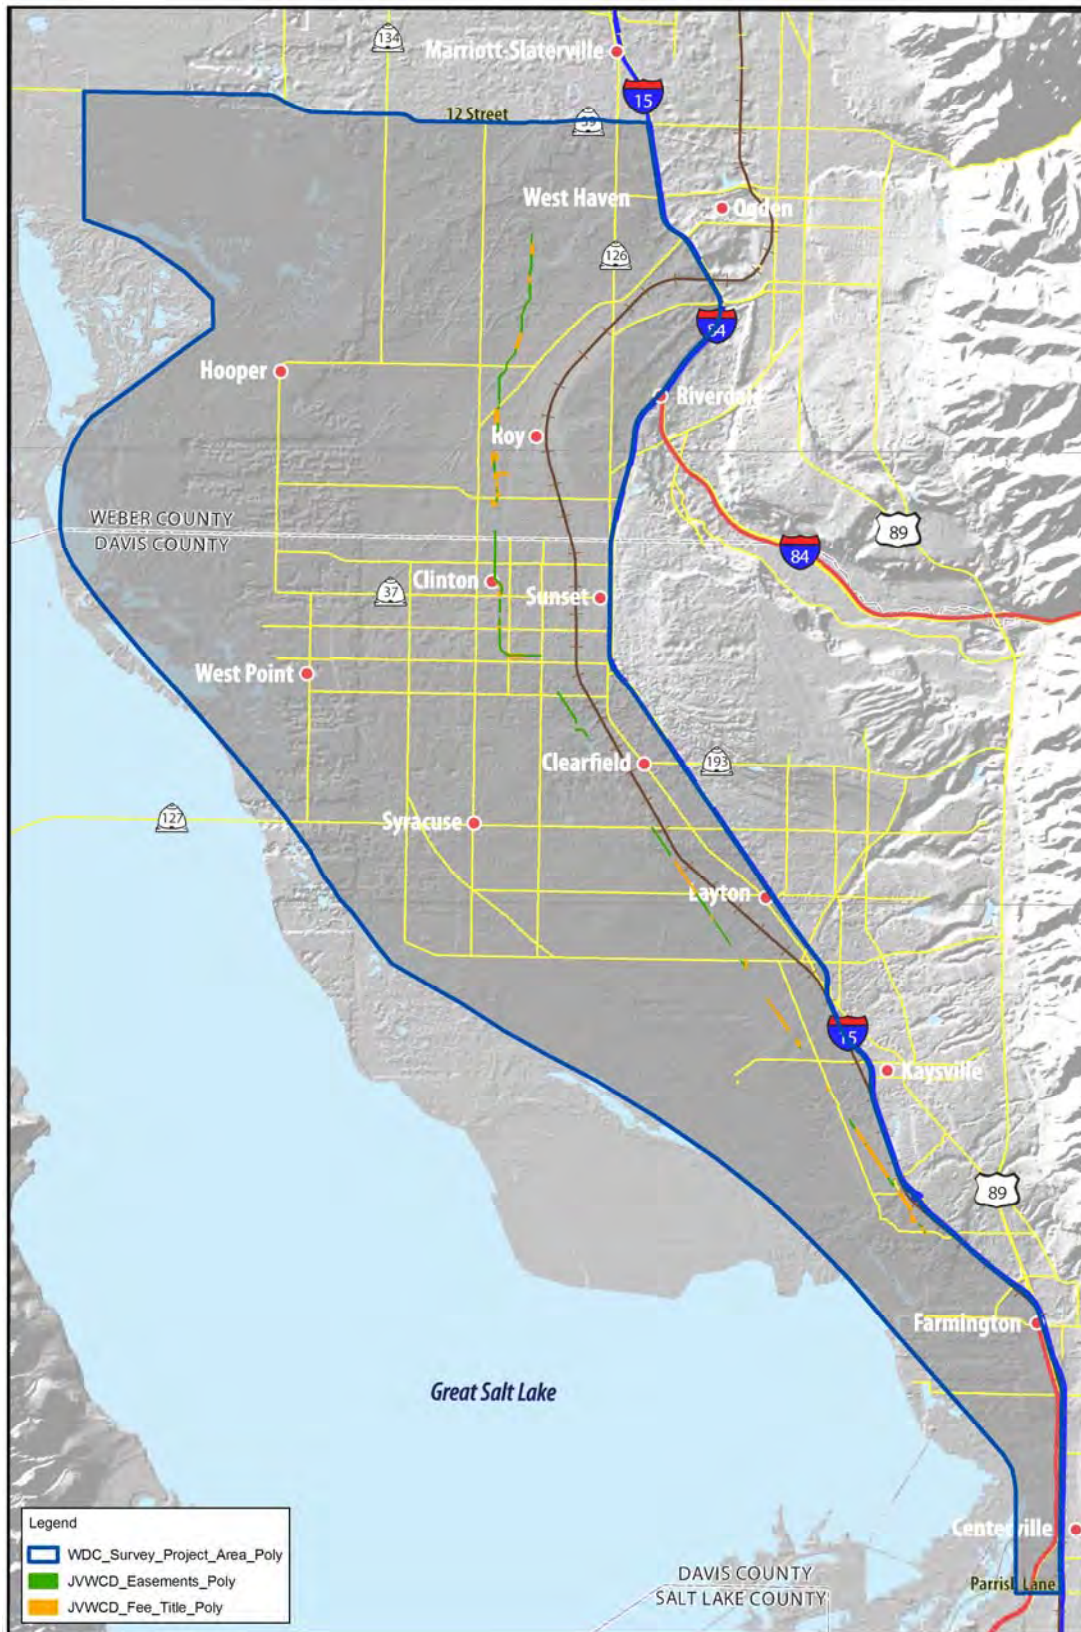 134
Marriott-Slaterville
15
12 Street
39
West Haven
Ogden
126
84
Hooper
Riverdale
Roy
WEBER COUNTY
DAVIS COUNTY
89
84
Clinton
37
Sunset
West Point
Clearfield
193
127
Syracuse
Layton
15
Kaysville
89
Farmington
Great Salt Lake
Centerville
DAVIS COUNTY
SALT LAKE COUNTY
Parrish Lane
Legend
WDC_Survey_Project_Area_Poly
JVWCD_Easements_Poly
JVWCD_Fee_Title_Poly